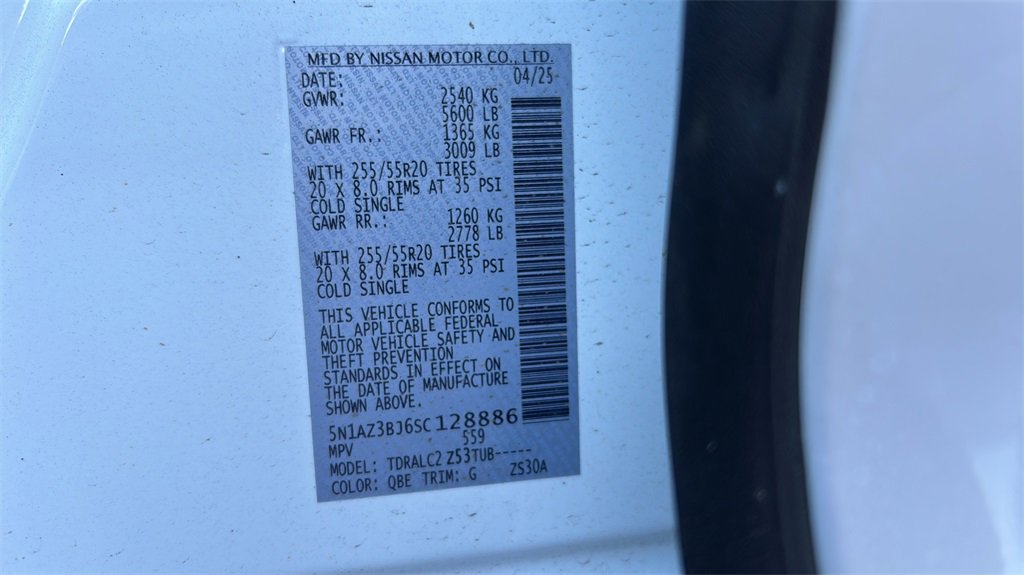 MFD BY NISSAN MOTOR CO., LTD.
DATE: 04/25
GVWR: 2540 KG
5600 LB
GAWR FR.: 1365 KG
3009 LB
WITH 255/55R20 TIRES
20 X 8.0 RIMS AT 35 PSI
COLD SINGLE
GAWR RR.: 1260 KG
2778 LB
WITH 255/55R20 TIRES
20 X 8.0 RIMS AT 35 PSI
COLD SINGLE
THIS VEHICLE CONFORMS TO
ALL APPLICABLE FEDERAL
MOTOR VEHICLE SAFETY AND
THEFT PREVENTION
STANDARDS IN EFFECT ON
THE DATE OF MANUFACTURE
SHOWN ABOVE.
5N1AZ3BJ6SC128886
MPV 559
MODEL: TDRALC2 Z53TUB-----
COLOR: QBE TRIM: G ZS30A